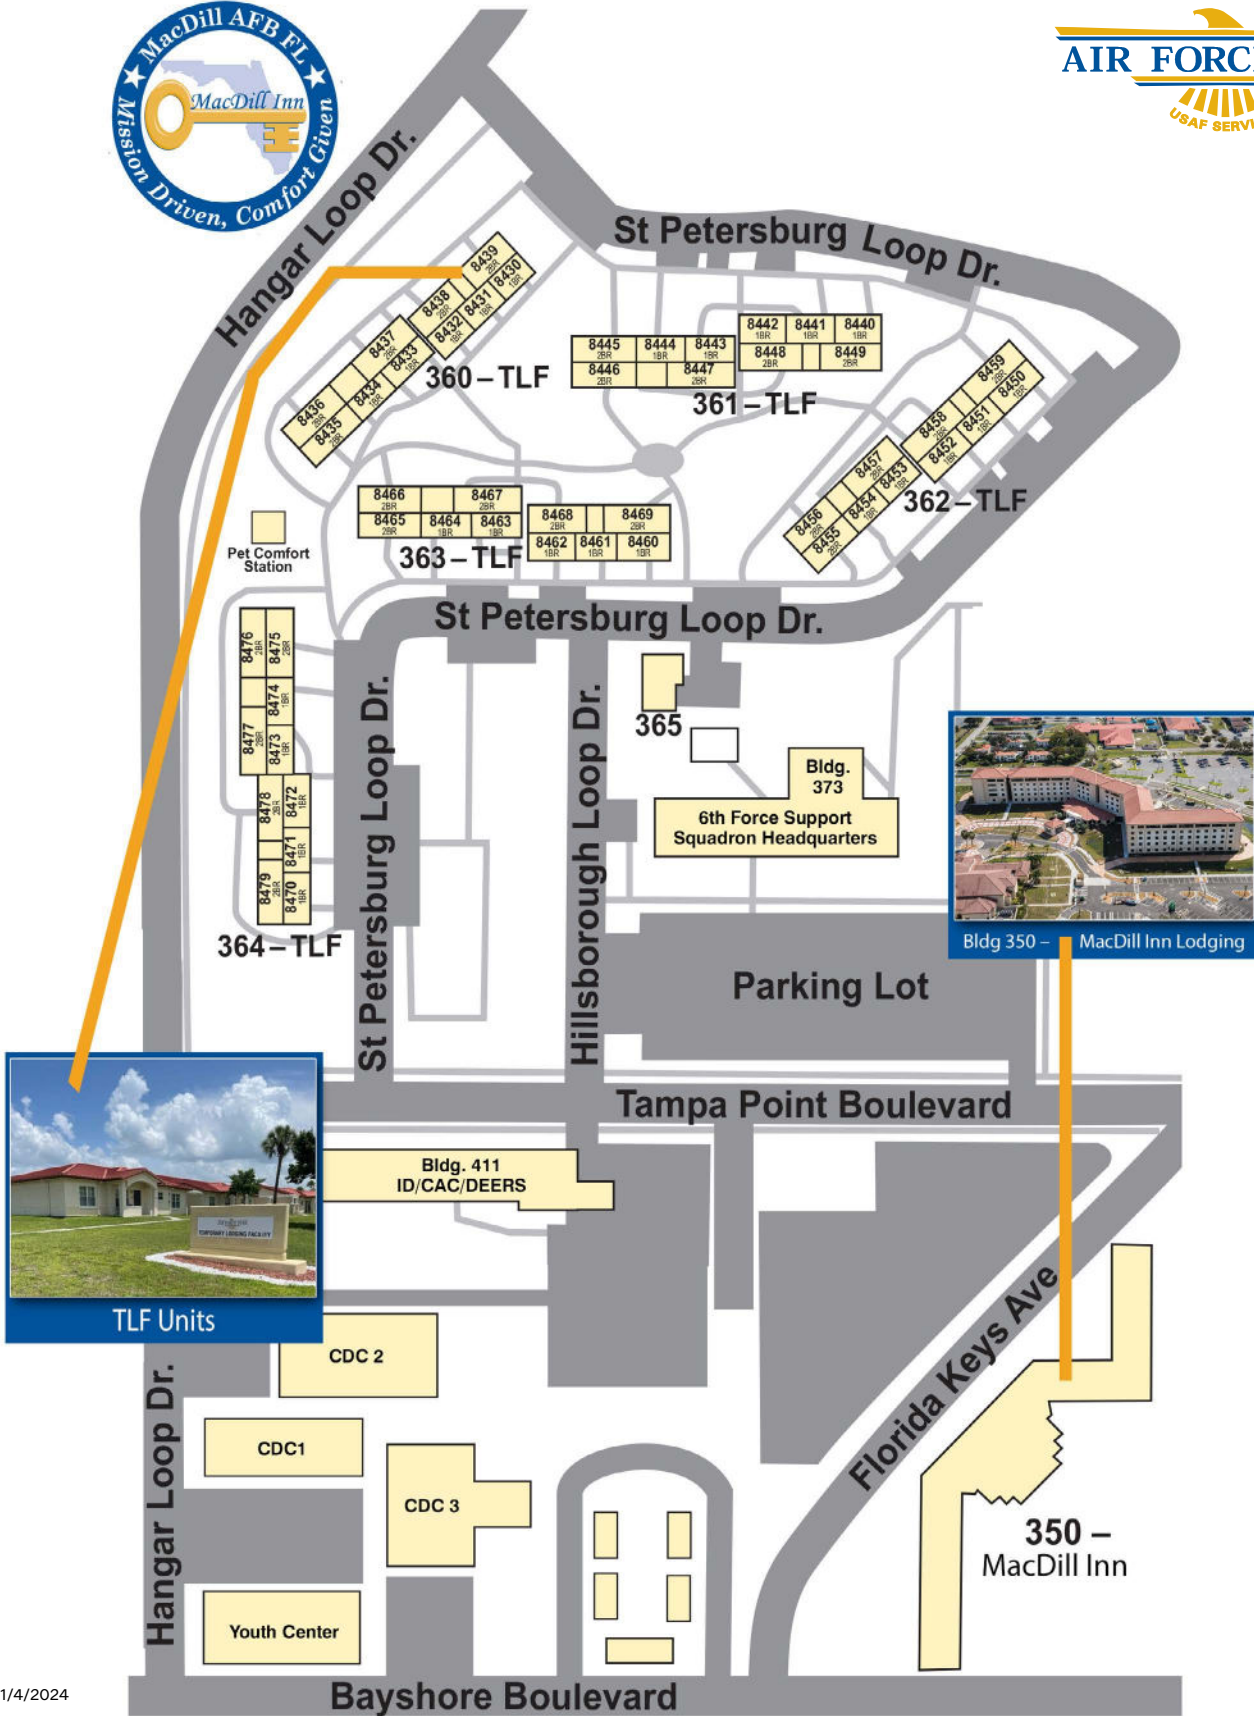 MacDill AFB FL
MacDill Inn
Mission Driven, Comfort Given
AIR FORC
USAF SERV
Hangar Loop Dr.
St Petersburg Loop Dr.
8439
2BR
8430
1BR
8438
2BR
8431
1BR
8432
1BR
8437
2BR
8433
1BR
8436
2BR
8434
1BR
8435
2BR
360 – TLF
8442
1BR
8441
1BR
8440
1BR
8445
2BR
8444
1BR
8443
1BR
8448
2BR
8449
2BR
8446
2BR
8447
2BR
361 – TLF
8459
2BR
8450
1BR
8458
2BR
8451
1BR
8452
1BR
8457
2BR
8453
1BR
8456
2BR
8454
1BR
8455
2BR
362 – TLF
8466
2BR
8467
2BR
8465
2BR
8464
1BR
8463
1BR
8468
2BR
8469
2BR
8462
1BR
8461
1BR
8460
1BR
363 – TLF
Pet Comfort
Station
St Petersburg Loop Dr.
8476
2BR
8475
2BR
8474
1BR
8477
2BR
8473
1BR
8478
2BR
8472
1BR
8471
1BR
8479
2BR
8470
1BR
364 – TLF
St Petersburg Loop Dr.
Hillsborough Loop Dr.
365
Bldg.
373
6th Force Support
Squadron Headquarters
Bldg 350 – MacDill Inn Lodging
Parking Lot
Tampa Point Boulevard
TEMPORARY LODGING FACILITY
TLF Units
Bldg. 411
ID/CAC/DEERS
CDC 2
CDC1
CDC 3
Youth Center
Hangar Loop Dr.
Florida Keys Ave
350 –
MacDill Inn
1/4/2024
Bayshore Boulevard